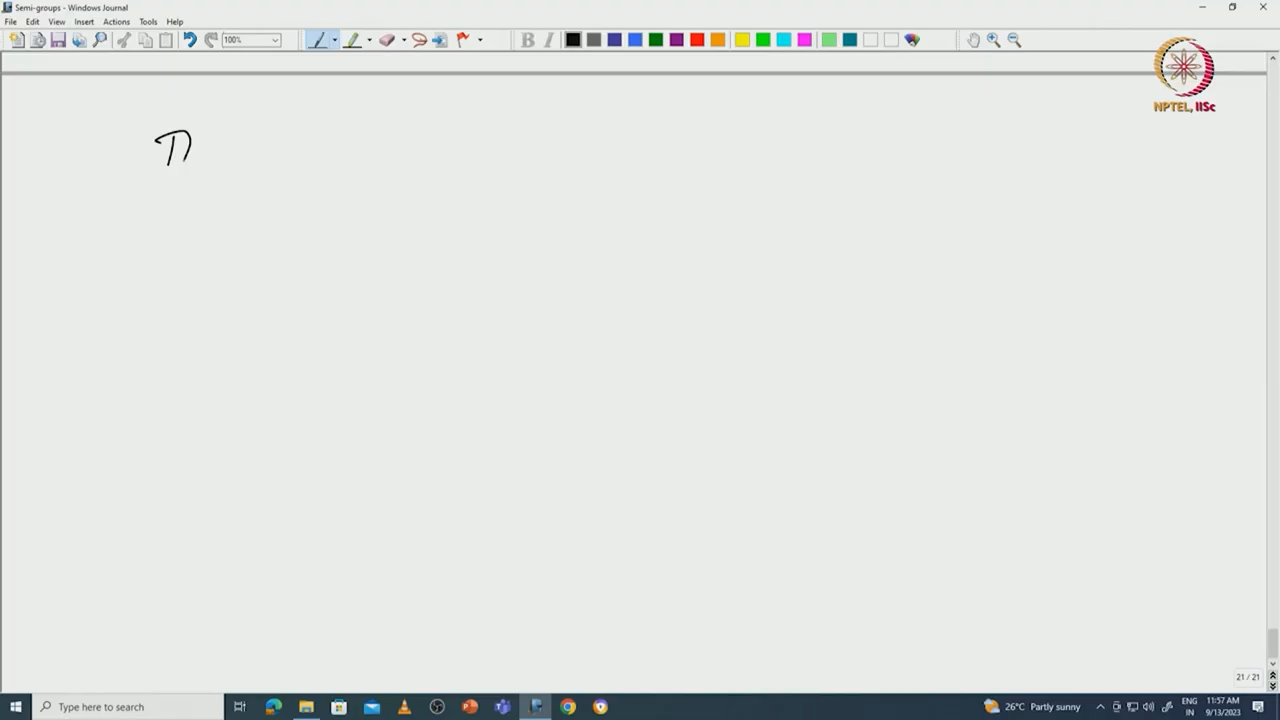 Semi-groups - Windows Journal
File Edit View Insert Actions Tools Help
100%
B I
NPTEL, IISc
21 / 21
Type here to search
26°C Partly sunny
ENG
IN
11:57 AM
9/13/2023